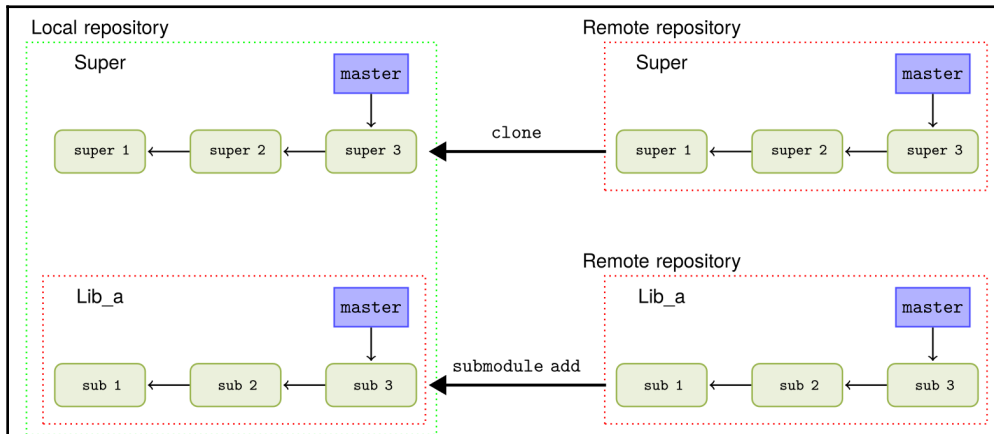 Local repository
Remote repository
Super
master
super 1
super 2
super 3
clone
Super
master
super 1
super 2
super 3
Remote repository
Lib_a
master
sub 1
sub 2
sub 3
submodule add
Lib_a
master
sub 1
sub 2
sub 3